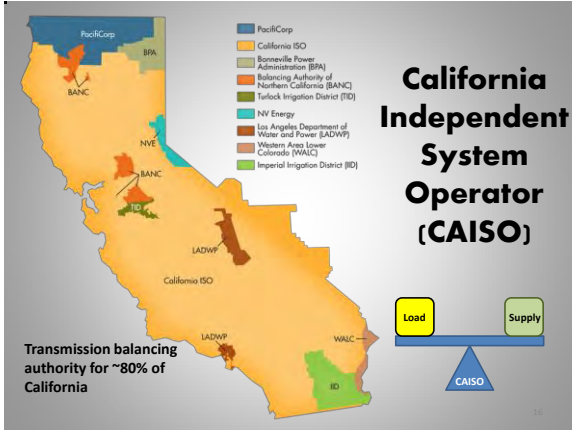 PacifiCorp
BPA
BANC
NVE
BANC
TID
LADWP
California ISO
LADWP
WALC
IID
PacifiCorp
California ISO
Bonneville Power
Administration (BPA)
Balancing Authority of
Northern California (BANC)
Turlock Irrigation District (TID)
NV Energy
Los Angeles Department of
Water and Power (LADWP)
Western Area Lower
Colorado (WALC)
Imperial Irrigation District (IID)
California
Independent
System
Operator
(CAISO)
Transmission balancing
authority for ~80% of
California
Load
Supply
CAISO
16